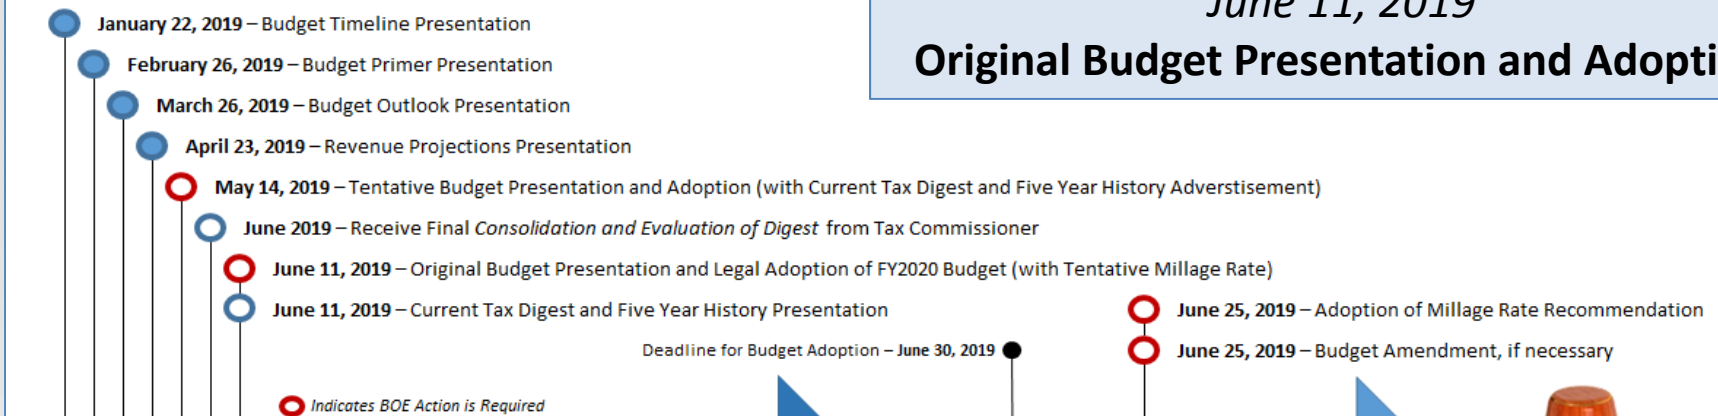 June 11, 2019
Original Budget Presentation and Adopti
January 22, 2019 – Budget Timeline Presentation
February 26, 2019 – Budget Primer Presentation
March 26, 2019 – Budget Outlook Presentation
April 23, 2019 – Revenue Projections Presentation
May 14, 2019 – Tentative Budget Presentation and Adoption (with Current Tax Digest and Five Year History Adverstisement)
June 2019 – Receive Final Consolidation and Evaluation of Digest from Tax Commissioner
June 11, 2019 – Original Budget Presentation and Legal Adoption of FY2020 Budget (with Tentative Millage Rate)
June 11, 2019 – Current Tax Digest and Five Year History Presentation
June 25, 2019 – Adoption of Millage Rate Recommendation
Deadline for Budget Adoption – June 30, 2019
June 25, 2019 – Budget Amendment, if necessary
Indicates BOE Action is Required